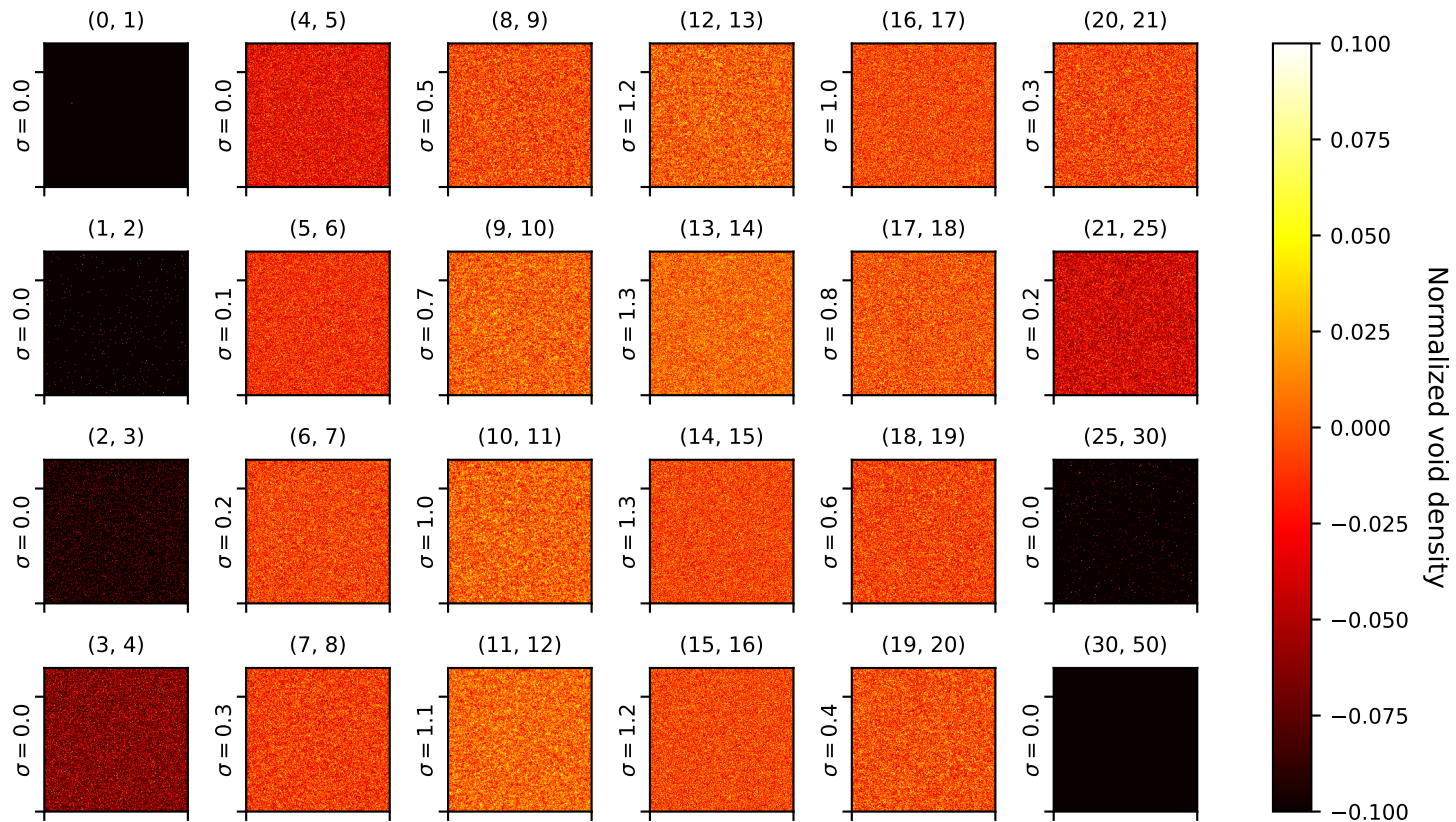 (0, 1)
(4, 5)
(8, 9)
(12, 13)
(16, 17)
(20, 21)
σ = 0.0
σ = 0.0
σ = 0.5
σ = 1.2
σ = 1.0
σ = 0.3
(1, 2)
(5, 6)
(9, 10)
(13, 14)
(17, 18)
(21, 25)
σ = 0.0
σ = 0.1
σ = 0.7
σ = 1.3
σ = 0.8
σ = 0.2
(2, 3)
(6, 7)
(10, 11)
(14, 15)
(18, 19)
(25, 30)
σ = 0.0
σ = 0.2
σ = 1.0
σ = 1.3
σ = 0.6
σ = 0.0
(3, 4)
(7, 8)
(11, 12)
(15, 16)
(19, 20)
(30, 50)
σ = 0.0
σ = 0.3
σ = 1.1
σ = 1.2
σ = 0.4
σ = 0.0
0.100
0.075
0.050
0.025
0.000
−0.025
−0.050
−0.075
−0.100
Normalized void density